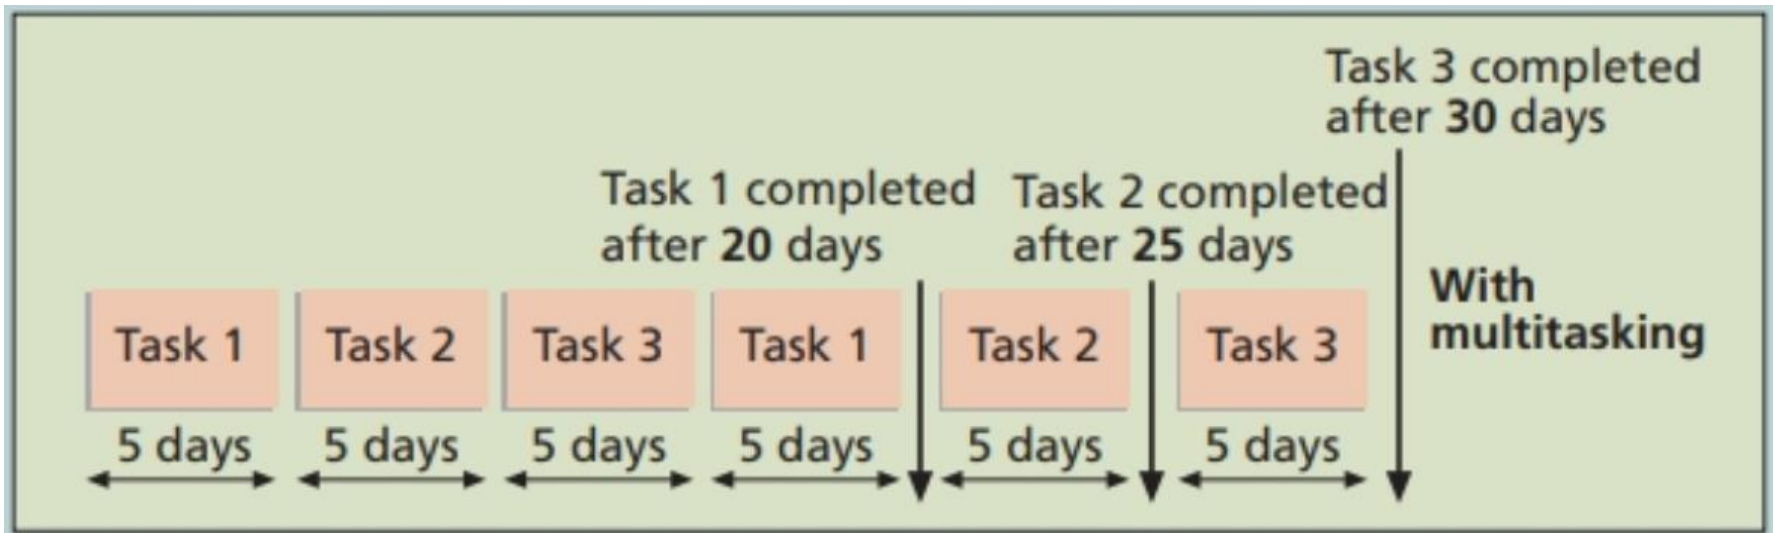 Task 3 completed
after 30 days
Task 1 completed
after 20 days
Task 2 completed
after 25 days
With
multitasking
Task 1
Task 2
Task 3
Task 1
Task 2
Task 3
5 days
5 days
5 days
5 days
5 days
5 days